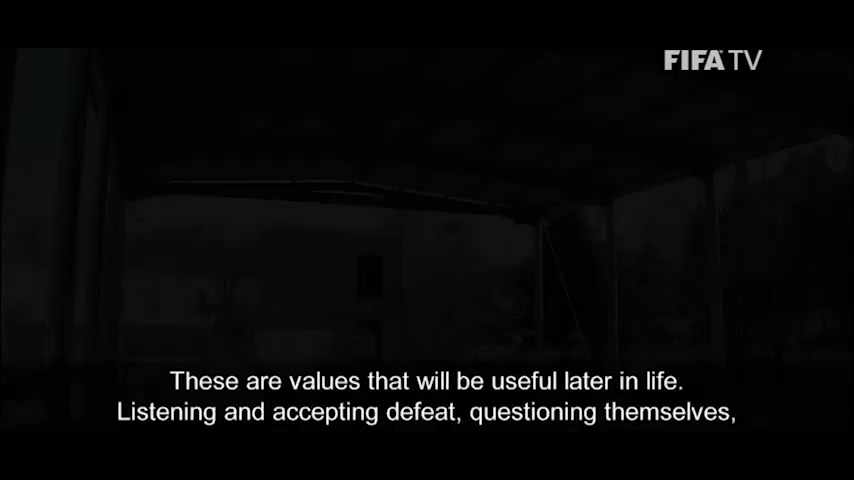 FIFA TV
These are values that will be useful later in life.
Listening and accepting defeat, questioning themselves,